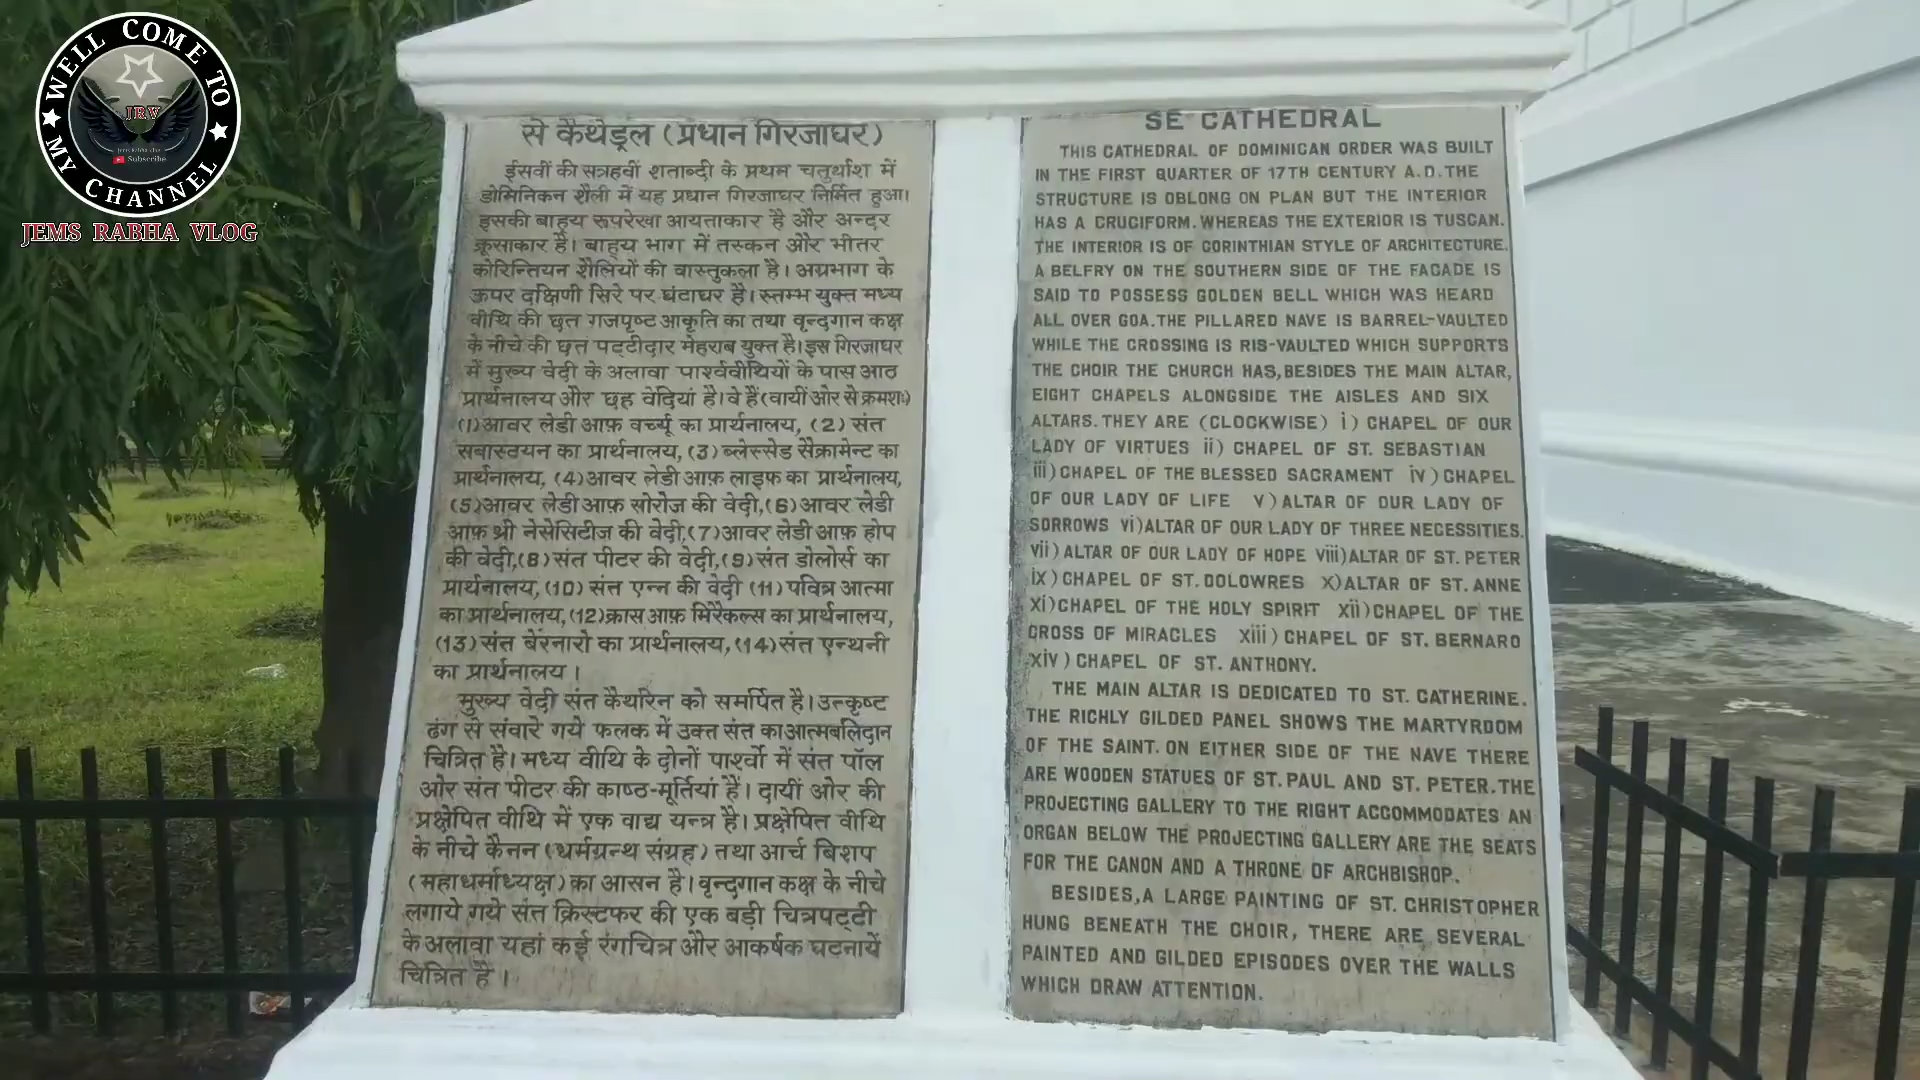 WELL COME TO
MY CHANNEL
JRV
Subscribe
JEMS RABHA VLOG
से कैथेड्रल (प्रधान गिरजाघर)
ईसवीं की सत्रहवीं शताब्दी के प्रथम चतुर्थांश में
डोमिनिकन शैली में यह प्रधान गिरजाघर निर्मित हुआ।
इसकी बाह्य रूपरेखा आयताकार है और अन्दर
क्रूसाकार है। बाह्य भाग में तस्कन और भीतर
कोरिन्तियन शैलियों की वास्तुकला है। अग्रभाग के
ऊपर दक्षिणी सिरे पर घंटाघर है। स्तम्भ युक्त मध्य
वीथि की छत गजपृष्ट आकृति का तथा वृन्दगान कक्ष
के नीचे की छत पट्टीदार मेहराब युक्त है। इस गिरजाघर
में मुख्य वेदी के अलावा पार्श्ववीथियों के पास आठ
प्रार्थनालय और छह वेदियां है। वे हैं (वायीं ओर से क्रमशः)
(1) आवर लेडी आफ़ वर्च्यू का प्रार्थनालय, (2) संत
सबास्तयन का प्रार्थनालय, (3) ब्लेस्सेड सैक्रामेन्ट का
प्रार्थनालय, (4) आवर लेडी आफ़ लाइफ का प्रार्थनालय,
(5) आवर लेडी आफ़ सोरोज की वेदी, (6) आवर लेडी
आफ़ थ्री नेसेसिटीज की वेदी, (7) आवर लेडी आफ़ होप
की वेदी, (8) संत पीटर की वेदी, (9) संत डोलोर्स का
प्रार्थनालय, (10) संत एन्न की वेदी (11) पवित्र आत्मा
का प्रार्थनालय, (12) क्रास आफ़ मिरैकल्स का प्रार्थनालय,
(13) संत बेरनारो का प्रार्थनालय, (14) संत एन्थनी
का प्रार्थनालय।
मुख्य वेदी संत कैथरिन को समर्पित है। उत्कृष्ट
ढंग से संवारे गये फलक में उक्त संत का आत्मबलिदान
चित्रित है। मध्य वीथि के दोनों पार्श्वों में संत पॉल
ओर संत पीटर की काष्ठ-मूर्तियां हैं। दायीं ओर की
प्रक्षेपित वीथि में एक वाद्य यन्त्र है। प्रक्षेपित वीथि
के नीचे कैनन (धर्मग्रन्थ संग्रह) तथा आर्च बिशप
(महाधर्माध्यक्ष) का आसन है। वृन्दगान कक्ष के नीचे
लगाये गये संत क्रिस्टफर की एक बड़ी चित्रपट्टी
के अलावा यहां कई रंगचित्र और आकर्षक घटनायें
चित्रित है।
SE CATHEDRAL
THIS CATHEDRAL OF DOMINICAN ORDER WAS BUILT
IN THE FIRST QUARTER OF 17TH CENTURY A.D. THE
STRUCTURE IS OBLONG ON PLAN BUT THE INTERIOR
HAS A CRUCIFORM. WHEREAS THE EXTERIOR IS TUSCAN.
THE INTERIOR IS OF CORINTHIAN STYLE OF ARCHITECTURE.
A BELFRY ON THE SOUTHERN SIDE OF THE FACADE IS
SAID TO POSSESS GOLDEN BELL WHICH WAS HEARD
ALL OVER GOA. THE PILLARED NAVE IS BARREL-VAULTED
WHILE THE CROSSING IS RIS-VAULTED WHICH SUPPORTS
THE CHOIR THE CHURCH HAS, BESIDES THE MAIN ALTAR,
EIGHT CHAPELS ALONGSIDE THE AISLES AND SIX
ALTARS. THEY ARE (CLOCKWISE) i) CHAPEL OF OUR
LADY OF VIRTUES ii) CHAPEL OF ST. SEBASTIAN
iii) CHAPEL OF THE BLESSED SACRAMENT iv) CHAPEL
OF OUR LADY OF LIFE v) ALTAR OF OUR LADY OF
SORROWS vi) ALTAR OF OUR LADY OF THREE NECESSITIES.
vii) ALTAR OF OUR LADY OF HOPE viii) ALTAR OF ST. PETER
ix) CHAPEL OF ST. DOLOWRES x) ALTAR OF ST. ANNE
xi) CHAPEL OF THE HOLY SPIRIT xii) CHAPEL OF THE
CROSS OF MIRACLES xiii) CHAPEL OF ST. BERNARO
xiv) CHAPEL OF ST. ANTHONY.
THE MAIN ALTAR IS DEDICATED TO ST. CATHERINE.
THE RICHLY GILDED PANEL SHOWS THE MARTYRDOM
OF THE SAINT. ON EITHER SIDE OF THE NAVE THERE
ARE WOODEN STATUES OF ST. PAUL AND ST. PETER. THE
PROJECTING GALLERY TO THE RIGHT ACCOMMODATES AN
ORGAN BELOW THE PROJECTING GALLERY ARE THE SEATS
FOR THE CANON AND A THRONE OF ARCHBISHOP.
BESIDES, A LARGE PAINTING OF ST. CHRISTOPHER
HUNG BENEATH THE CHOIR, THERE ARE SEVERAL
PAINTED AND GILDED EPISODES OVER THE WALLS
WHICH DRAW ATTENTION.